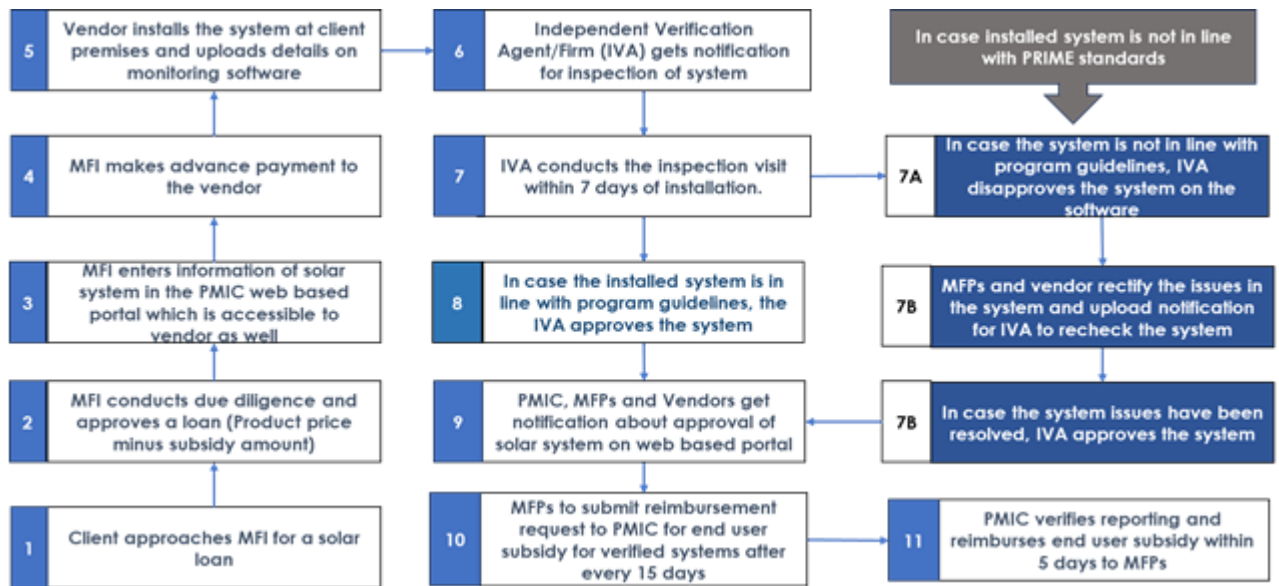 5
Vendor installs the system at client
premises and uploads details on
monitoring software
6
Independent Verification
Agent/Firm (IVA) gets notification
for inspection of system
In case installed system is not in line
with PRIME standards
4
MFI makes advance payment to
the vendor
7
IVA conducts the inspection visit
within 7 days of installation.
7A
In case the system is not in line with
program guidelines, IVA
disapproves the system on the
software
3
MFI enters information of solar
system in the PMIC web based
portal which is accessible to
vendor as well
8
In case the installed system is in
line with program guidelines, the
IVA approves the system
7B
MFPs and vendor rectify the issues in
the system and upload notification
for IVA to recheck the system
2
MFI conducts due diligence and
approves a loan (Product price
minus subsidy amount)
9
PMIC, MFPs and Vendors get
notification about approval of
solar system on web based portal
7B
In case the system issues have been
resolved, IVA approves the system
1
Client approaches MFI for a solar
loan
10
MFPs to submit reimbursement
request to PMIC for end user
subsidy for verified systems after
every 15 days
11
PMIC verifies reporting and
reimburses end user subsidy within
5 days to MFPs